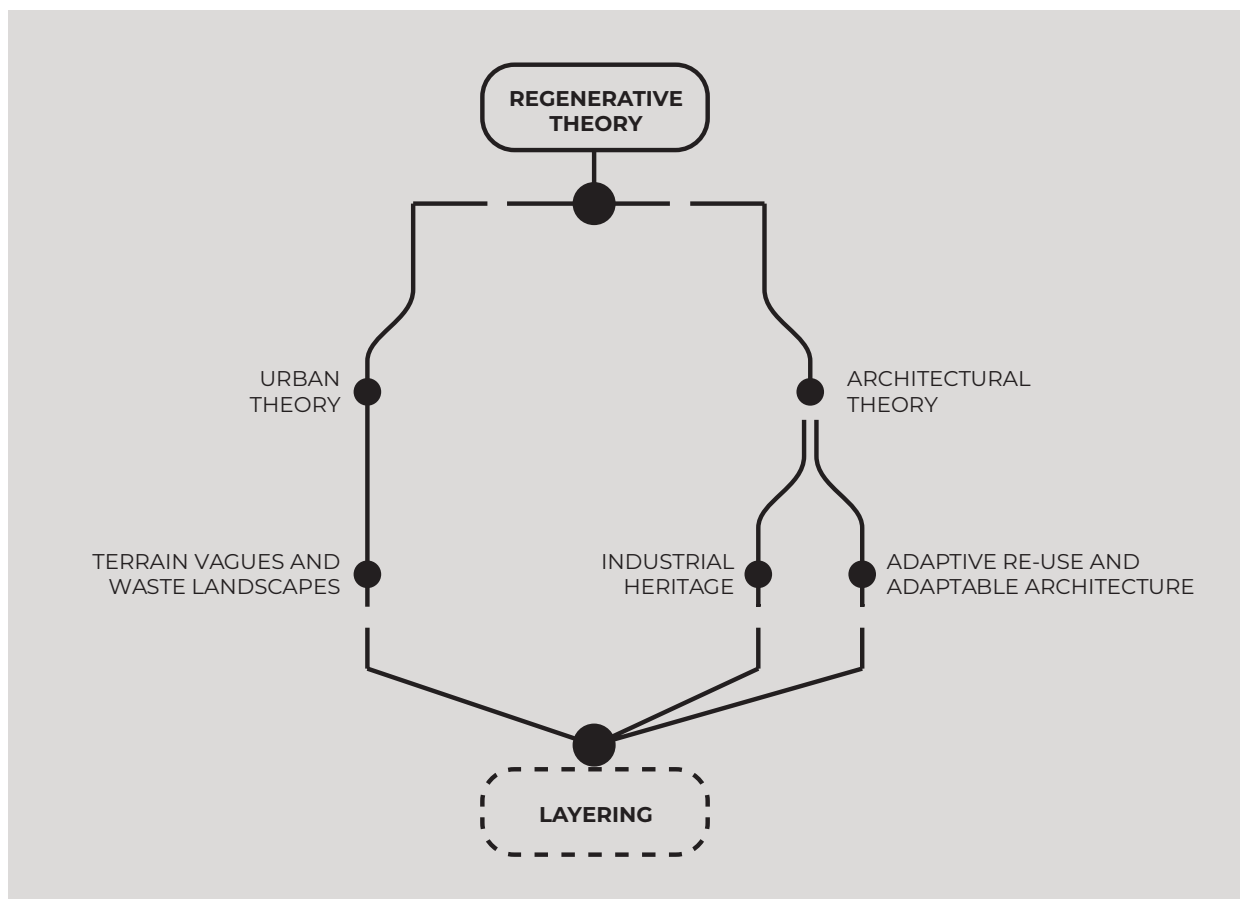 REGENERATIVE
THEORY
URBAN
THEORY
ARCHITECTURAL
THEORY
TERRAIN VAGUES AND
WASTE LANDSCAPES
INDUSTRIAL
HERITAGE
ADAPTIVE RE-USE AND
ADAPTABLE ARCHITECTURE
LAYERING